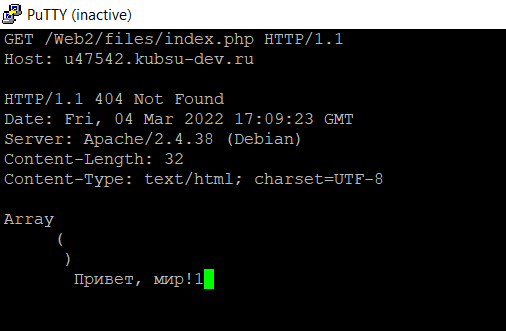 PuTTY (inactive)
GET /Web2/files/index.php HTTP/1.1
Host: u47542.kubsu-dev.ru
HTTP/1.1 404 Not Found
Date: Fri, 04 Mar 2022 17:09:23 GMT
Server: Apache/2.4.38 (Debian)
Content-Length: 32
Content-Type: text/html; charset=UTF-8
Array
(
)
Привет, мир!1